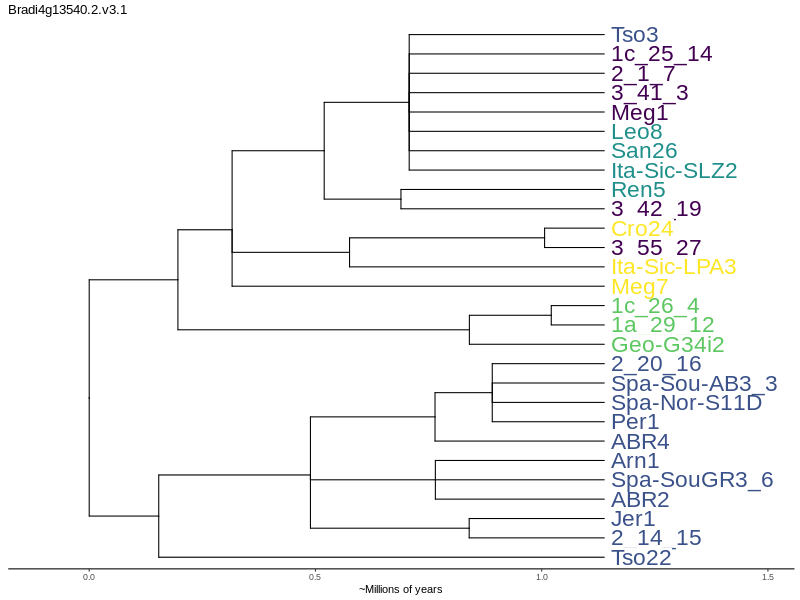 Bradi4g13540.2.v3.1
Tso3
1c_25_14
2_1_7
3_41_3
Meg1
Leo8
San26
Ita-Sic-SLZ2
Ren5
3_42_19
Cro24
3_55_27
Ita-Sic-LPA3
Meg7
1c_26_4
1a_29_12
Geo-G34i2
2_20_16
Spa-Sou-AB3_3
Spa-Nor-S11D
Per1
ABR4
Arn1
Spa-SouGR3_6
ABR2
Jer1
2_14_15
Tso22
0.0 0.5 1.0 1.5
~Millions of years